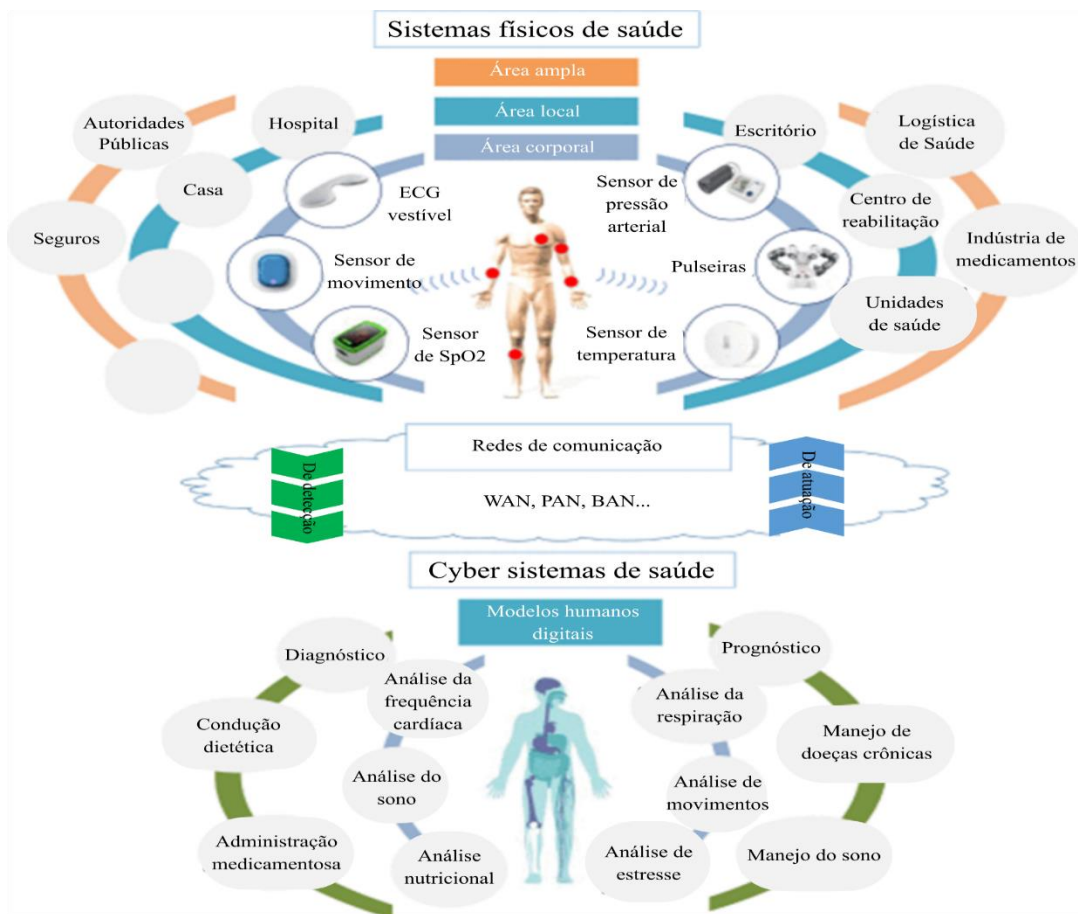 Sistemas físicos de saúde
Área ampla
Área local
Área corporal
Autoridades
Públicas
Hospital
Casa
Seguros
ECG
vestível
Sensor de
movimento
Sensor
de SpO2
Sensor de
pressão
arterial
Pulseiras
Sensor de
temperatura
Escritório
Centro de
reabilitação
Unidades
de saúde
Logística
de Saúde
Indústria de
medicamentos
Redes de comunicação
WAN, PAN, BAN...
De detecção
De atuação
Cyber sistemas de saúde
Modelos humanos
digitais
Diagnóstico
Condução
dietética
Administração
medicamentosa
Análise da
frequência
cardíaca
Análise do
sono
Análise
nutricional
Análise da
respiração
Análise de
movimentos
Análise de
estresse
Prognóstico
Manejo de
doeças crônicas
Manejo do sono